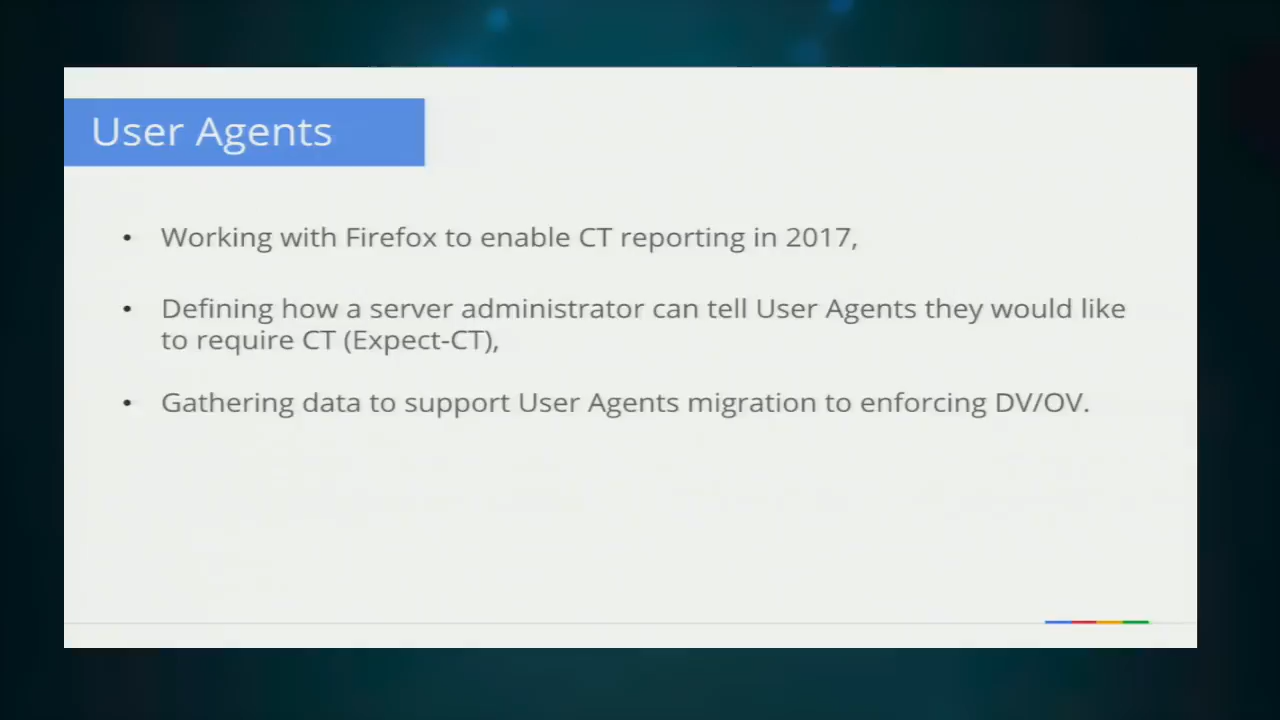 User Agents
• Working with Firefox to enable CT reporting in 2017,
• Defining how a server administrator can tell User Agents they would like
to require CT (Expect-CT),
• Gathering data to support User Agents migration to enforcing DV/OV.